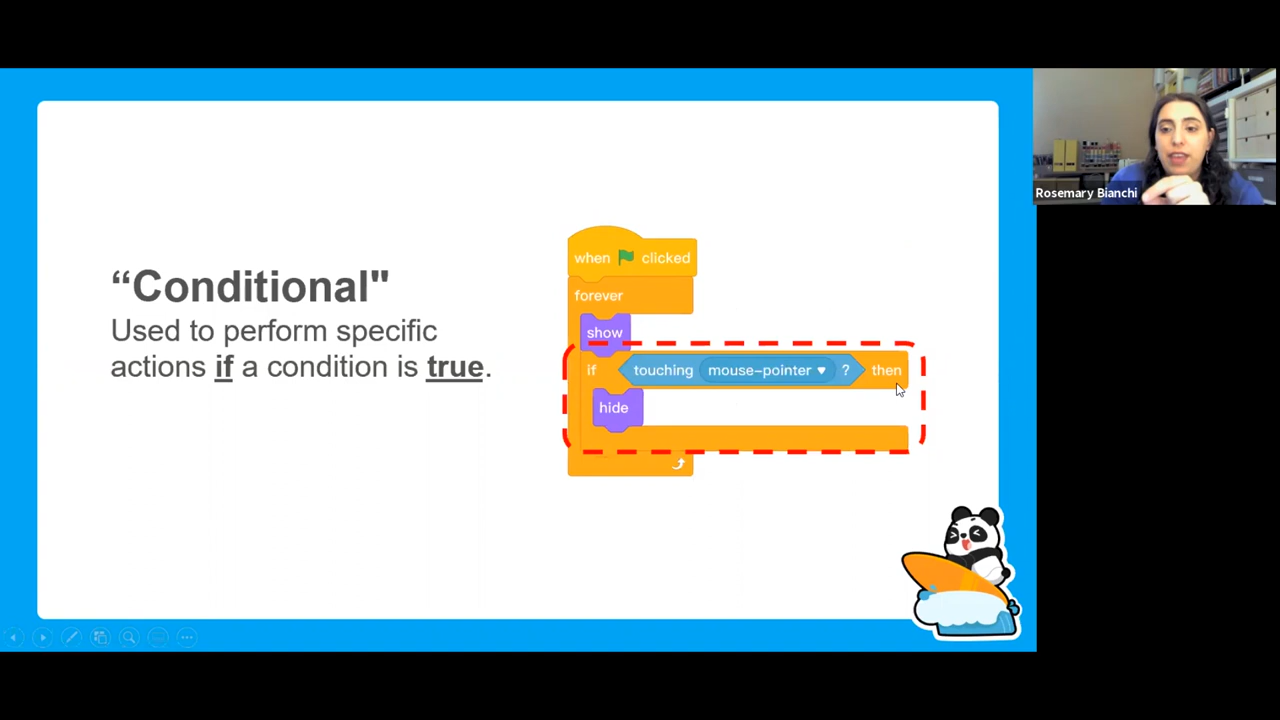 Rosemary Bianchi
“Conditional"
Used to perform specific
actions if a condition is true.
when clicked
forever
show
if touching mouse-pointer ? then
hide